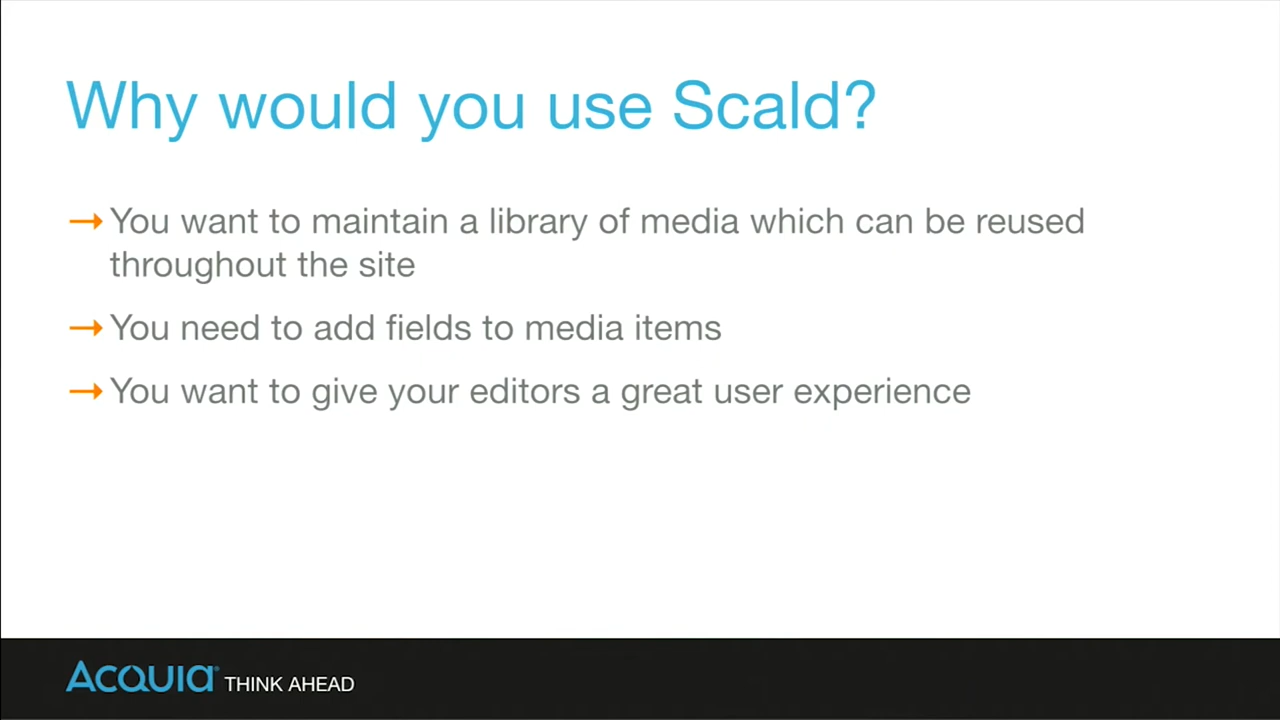 Why would you use Scald?
→ You want to maintain a library of media which can be reused
throughout the site
→ You need to add fields to media items
→ You want to give your editors a great user experience
ACQUIA® THINK AHEAD